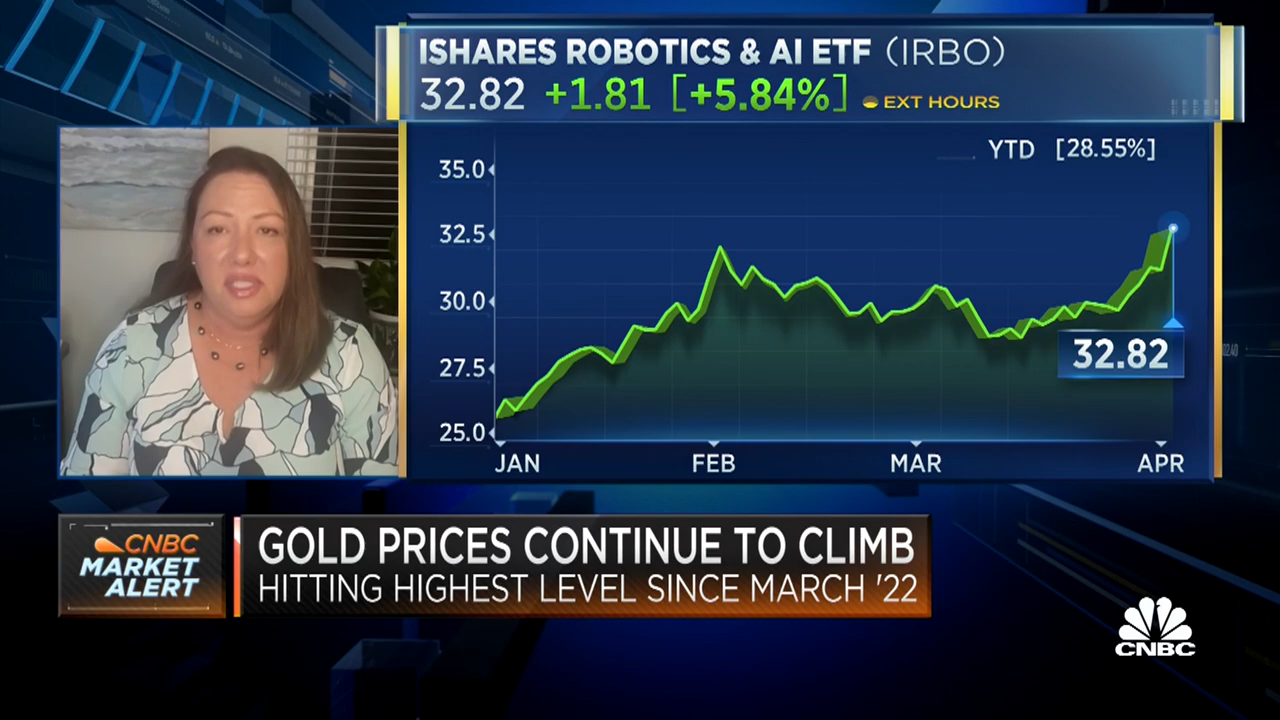 ISHARES ROBOTICS & AI ETF (IRBO)
32.82 +1.81 [+5.84%] EXT HOURS
YTD [28.55%]
35.0
32.5
30.0
27.5
25.0
32.82
JAN FEB MAR APR
CNBC
MARKET
ALERT
GOLD PRICES CONTINUE TO CLIMB
HITTING HIGHEST LEVEL SINCE MARCH '22
CNBC